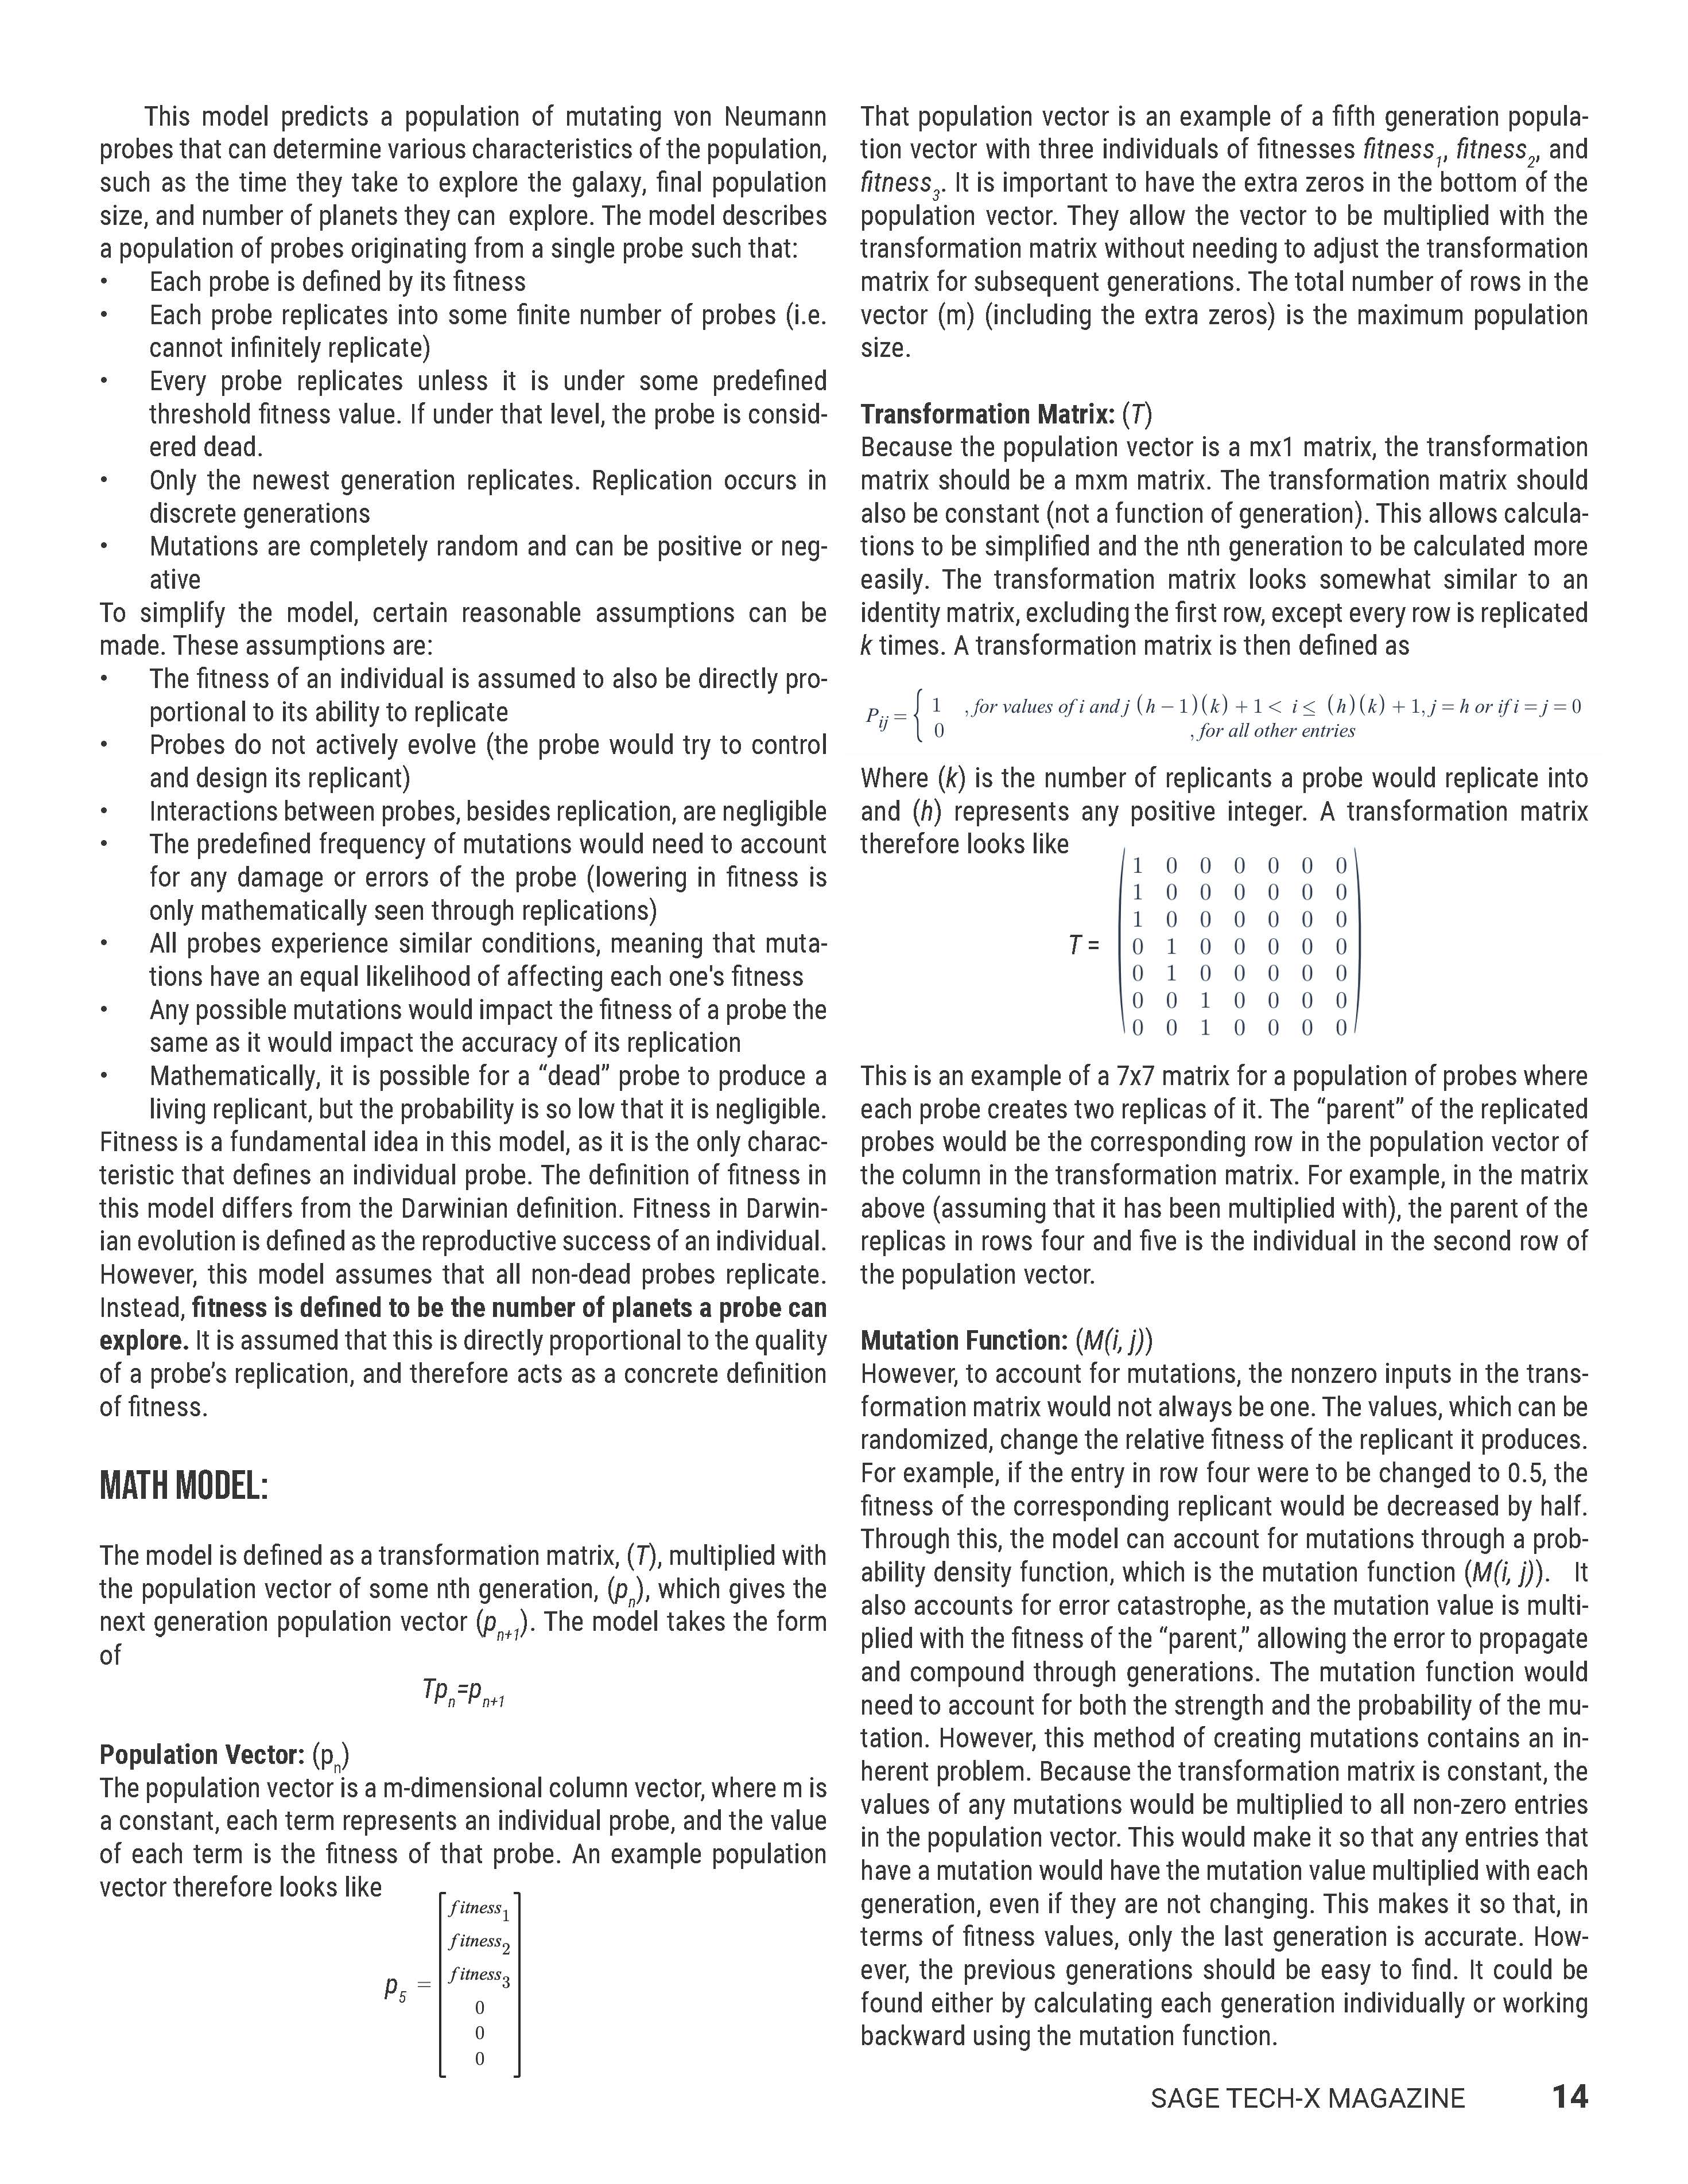 This model predicts a population of mutating von Neumann
probes that can determine various characteristics of the population,
such as the time they take to explore the galaxy, final population
size, and number of planets they can  explore. The model describes
a population of probes originating from a single probe such that:
• Each probe is defined by its fitness
• Each probe replicates into some finite number of probes (i.e.
cannot infinitely replicate)
• Every probe replicates unless it is under some predefined
threshold fitness value. If under that level, the probe is consid-
ered dead.
• Only the newest generation replicates. Replication occurs in
discrete generations
• Mutations are completely random and can be positive or neg-
ative
To simplify the model, certain reasonable assumptions can be
made. These assumptions are:
• The fitness of an individual is assumed to also be directly pro-
portional to its ability to replicate
• Probes do not actively evolve (the probe would try to control
and design its replicant)
• Interactions between probes, besides replication, are negligible
• The predefined frequency of mutations would need to account
for any damage or errors of the probe (lowering in fitness is
only mathematically seen through replications)
• All probes experience similar conditions, meaning that muta-
tions have an equal likelihood of affecting each one's fitness
• Any possible mutations would impact the fitness of a probe the
same as it would impact the accuracy of its replication
• Mathematically, it is possible for a “dead” probe to produce a
living replicant, but the probability is so low that it is negligible.
Fitness is a fundamental idea in this model, as it is the only charac-
teristic that defines an individual probe. The definition of fitness in
this model differs from the Darwinian definition. Fitness in Darwin-
ian evolution is defined as the reproductive success of an individual.
However, this model assumes that all non-dead probes replicate.
Instead, fitness is defined to be the number of planets a probe can
explore. It is assumed that this is directly proportional to the quality
of a probe’s replication, and therefore acts as a concrete definition
of fitness.
MATH MODEL:
The model is defined as a transformation matrix, (T), multiplied with
the population vector of some nth generation, (pn), which gives the
next generation population vector (pn+1). The model takes the form
of
Tpn=pn+1
Population Vector: (pn)
The population vector is a m-dimensional column vector, where m is
a constant, each term represents an individual probe, and the value
of each term is the fitness of that probe. An example population
vector therefore looks like
fitness1
fitness2
fitness3
p5 =
0
0
0
That population vector is an example of a fifth generation popula-
tion vector with three individuals of fitnesses fitness1, fitness2, and
fitness3. It is important to have the extra zeros in the bottom of the
population vector. They allow the vector to be multiplied with the
transformation matrix without needing to adjust the transformation
matrix for subsequent generations. The total number of rows in the
vector (m) (including the extra zeros) is the maximum population
size.
Transformation Matrix: (T)
Because the population vector is a mx1 matrix, the transformation
matrix should be a mxm matrix. The transformation matrix should
also be constant (not a function of generation). This allows calcula-
tions to be simplified and the nth generation to be calculated more
easily. The transformation matrix looks somewhat similar to an
identity matrix, excluding the first row, except every row is replicated
k times. A transformation matrix is then defined as
Pij = { 1 , for values of i and j (h − 1)(k) + 1 < i ≤ (h)(k) + 1, j = h or if i = j = 0
0 , for all other entries
Where (k) is the number of replicants a probe would replicate into
and (h) represents any positive integer. A transformation matrix
therefore looks like
1 0 0 0 0 0 0
1 0 0 0 0 0 0
1 0 0 0 0 0 0
T = 0 1 0 0 0 0 0
0 1 0 0 0 0 0
0 0 1 0 0 0 0
0 0 1 0 0 0 0
This is an example of a 7x7 matrix for a population of probes where
each probe creates two replicas of it. The “parent” of the replicated
probes would be the corresponding row in the population vector of
the column in the transformation matrix. For example, in the matrix
above (assuming that it has been multiplied with), the parent of the
replicas in rows four and five is the individual in the second row of
the population vector.
Mutation Function: (M(i, j))
However, to account for mutations, the nonzero inputs in the trans-
formation matrix would not always be one. The values, which can be
randomized, change the relative fitness of the replicant it produces.
For example, if the entry in row four were to be changed to 0.5, the
fitness of the corresponding replicant would be decreased by half.
Through this, the model can account for mutations through a prob-
ability density function, which is the mutation function (M(i, j)).  It
also accounts for error catastrophe, as the mutation value is multi-
plied with the fitness of the “parent,” allowing the error to propagate
and compound through generations. The mutation function would
need to account for both the strength and the probability of the mu-
tation. However, this method of creating mutations contains an in-
herent problem. Because the transformation matrix is constant, the
values of any mutations would be multiplied to all non-zero entries
in the population vector. This would make it so that any entries that
have a mutation would have the mutation value multiplied with each
generation, even if they are not changing. This makes it so that, in
terms of fitness values, only the last generation is accurate. How-
ever, the previous generations should be easy to find. It could be
found either by calculating each generation individually or working
backward using the mutation function.
SAGE TECH-X MAGAZINE 14